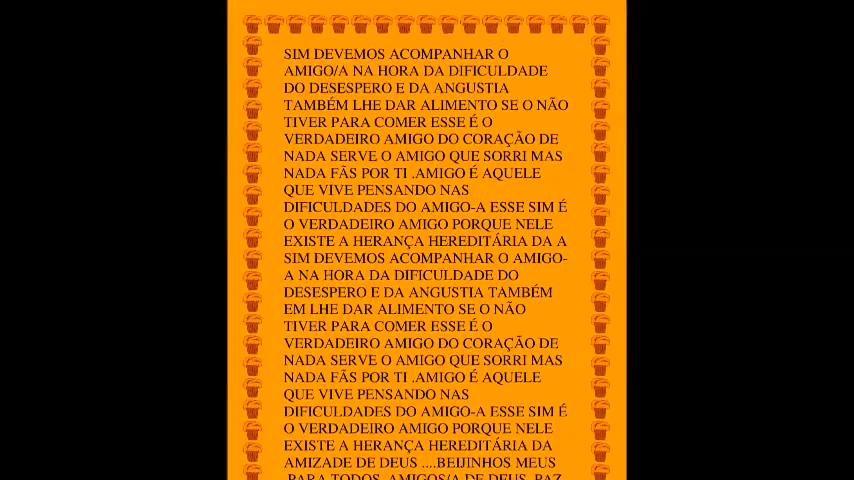 SIM DEVEMOS ACOMPANHAR O
AMIGO/A NA HORA DA DIFICULDADE
DO DESESPERO E DA ANGUSTIA
TAMBÉM LHE DAR ALIMENTO SE O NÃO
TIVER PARA COMER ESSE É O
VERDADEIRO AMIGO DO CORAÇÃO DE
NADA SERVE O AMIGO QUE SORRI MAS
NADA FÃS POR TI .AMIGO É AQUELE
QUE VIVE PENSANDO NAS
DIFICULDADES DO AMIGO-A ESSE SIM É
O VERDADEIRO AMIGO PORQUE NELE
EXISTE A HERANÇA HEREDITÁRIA DA A
SIM DEVEMOS ACOMPANHAR O AMIGO-
A NA HORA DA DIFICULDADE DO
DESESPERO E DA ANGUSTIA TAMBÉM
EM LHE DAR ALIMENTO SE O NÃO
TIVER PARA COMER ESSE É O
VERDADEIRO AMIGO DO CORAÇÃO DE
NADA SERVE O AMIGO QUE SORRI MAS
NADA FÃS POR TI .AMIGO É AQUELE
QUE VIVE PENSANDO NAS
DIFICULDADES DO AMIGO-A ESSE SIM É
O VERDADEIRO AMIGO PORQUE NELE
EXISTE A HERANÇA HEREDITÁRIA DA
AMIZADE DE DEUS ....BEIJINHOS MEUS
PARA TODOS AMIGOS/A DE DEUS PAZ